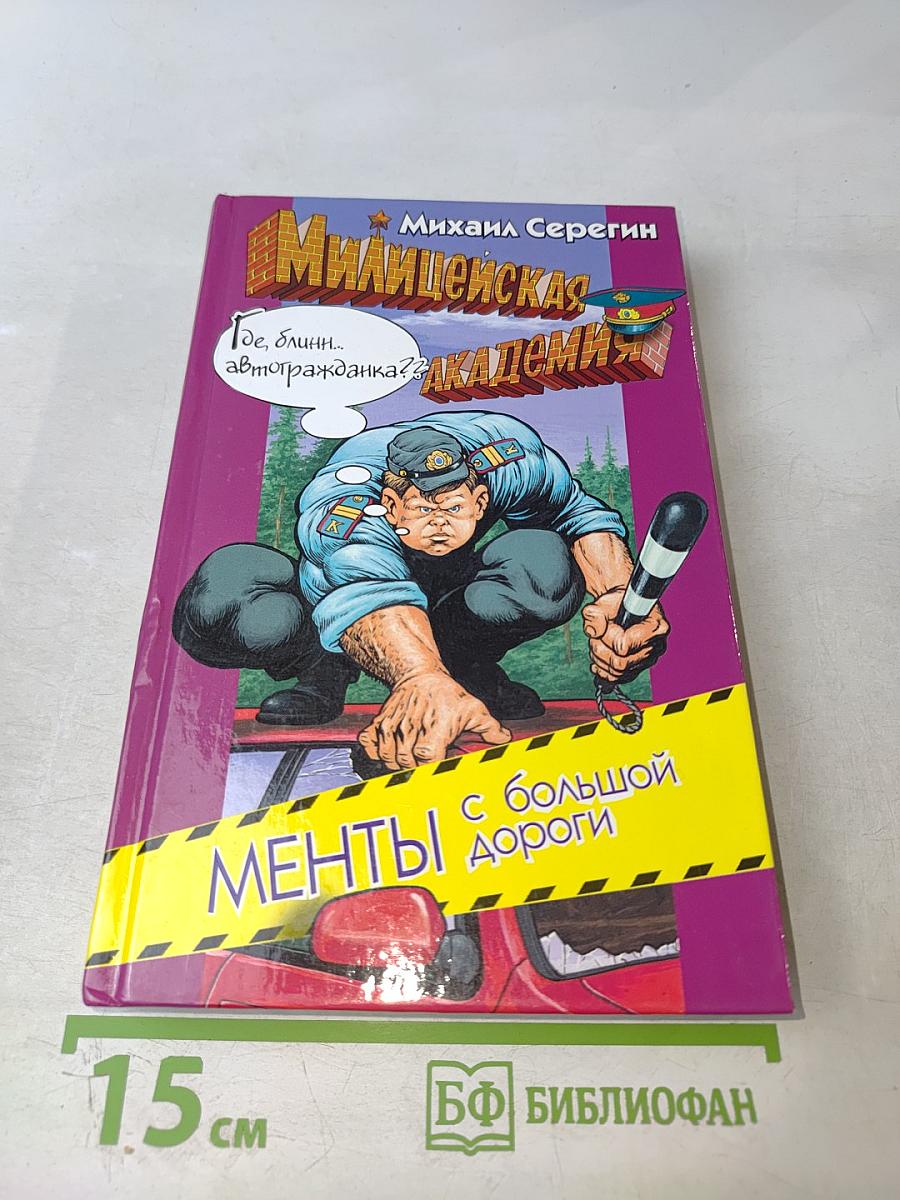 Михаил Серегин
Милицейская
академия
Где, блинн...
автогражданка??
К
К
МЕНТЫ с большой
дороги
15 см
БФ БИБЛИОФАН